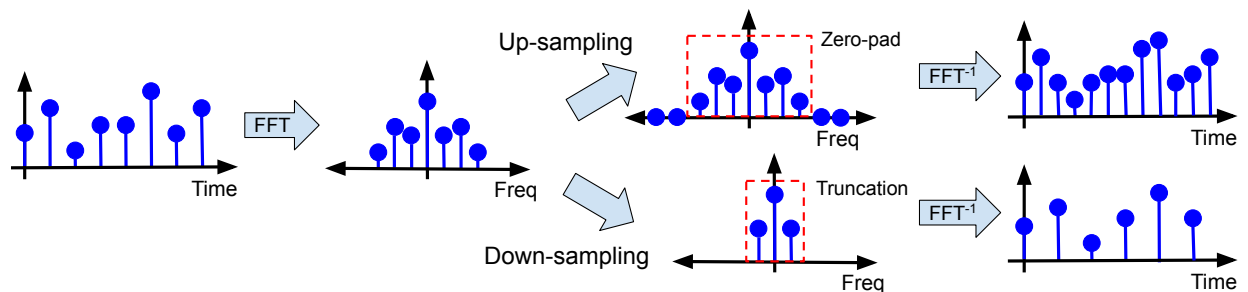 Time
FFT
Freq
Up-sampling
Zero-pad
Freq
FFT⁻¹
Time
Down-sampling
Truncation
Freq
FFT⁻¹
Time